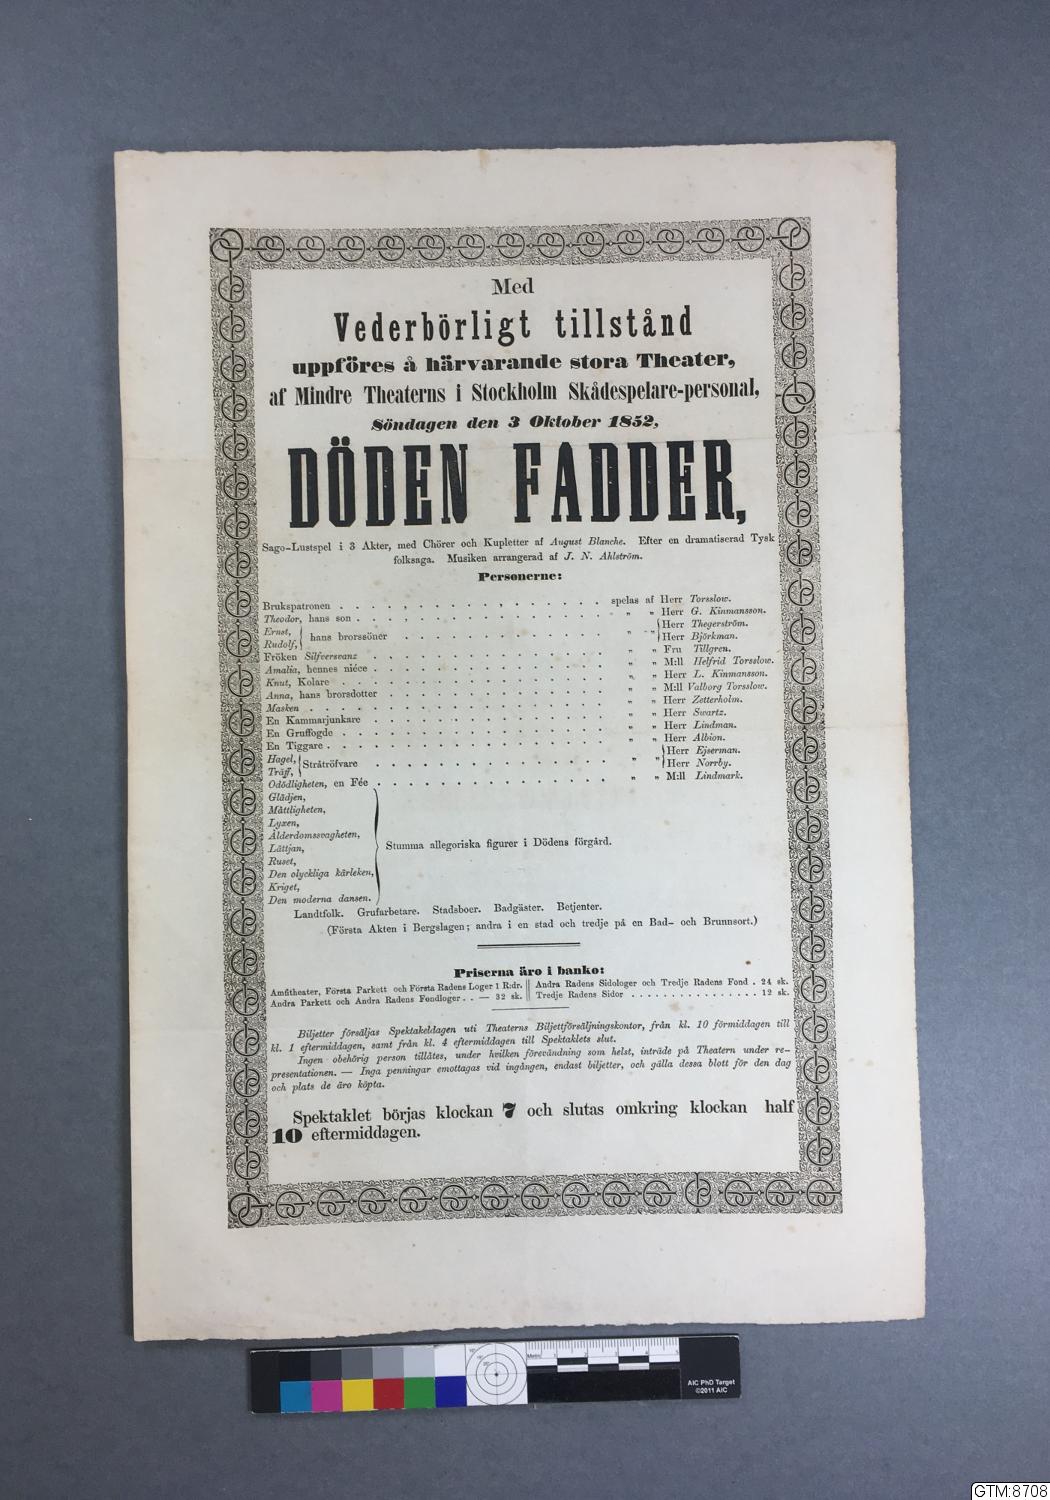 Med
Vederbörligt tillstånd
uppföres å härvarande stora Theater,
af Mindre Theaterns i Stockholm Skådespelare-personal,
Söndagen den 3 Oktober 1852,
DÖDEN FADDER,
Sago-Lustspel i 3 Akter, med Chörer och Kupletter af August Blanche. Efter en dramatiserad Tysk
folksaga. Musiken arrangerad af J. N. Ahlström.
Personerne:
Brukspatronen . . . . . . . . . . . . . . . . . spelas af Herr Torsslow.
Theodor, hans son . . . . . . . . . . . . . . . . „ „ Herr G. Kinmansson.
Ernst, } hans brorssöner . . . . . . . . . . . . . „ „ { Herr Thegerström.
Rudolf, } { Herr Björkman.
Fröken Silfversvanz . . . . . . . . . . . . . . . „ „ Fru Tillgren.
Amalia, hennes niéce . . . . . . . . . . . . . . . „ „ M:ll Helfrid Torsslow.
Knut, Kolare . . . . . . . . . . . . . . . . . „ „ Herr L. Kinmansson.
Anna, hans brorsdotter . . . . . . . . . . . . . . „ „ M:ll Valborg Torsslow.
Masken . . . . . . . . . . . . . . . . . . . „ „ Herr Zetterholm.
En Kammarjunkare . . . . . . . . . . . . . . . „ „ Herr Swartz.
En Gruffogde . . . . . . . . . . . . . . . . . „ „ Herr Lindman.
En Tiggare . . . . . . . . . . . . . . . . . . „ „ Herr Albion.
Hagel, } Stråtröfvare . . . . . . . . . . . . . . . „ „ } Herr Ejserman.
Träff, } } Herr Norrby.
Odödligheten, en Fée . . . . . . . . . . . . . . . „ „ M:ll Lindmark.
Glädjen,
Måttligheten,
Lyxen,
Ålderdomssvagheten,
Lättjan, } Stumma allegoriska figurer i Dödens förgård.
Ruset,
Den olyckliga kärleken,
Kriget,
Den moderna dansen.
Landtfolk. Grufarbetare. Stadsboer. Badgäster. Betjenter.
(Första Akten i Bergslagen; andra i en stad och tredje på en Bad- och Brunnsort.)
Priserna äro i banko:
Amfitheater, Första Parkett och Första Radens Loger 1 R:dr. || Andra Radens Sidologer och Tredje Radens Fond . 24 sk.
Andra Parkett och Andra Radens Fondloger . . — 32 sk. || Tredje Radens Sidor . . . . . . . . . . . . . . . . 12 sk.
Biljetter försäljas Spektakeldagen uti Theaterns Biljettförsäljningskontor, från kl. 10 förmiddagen till
kl. 1 eftermiddagen, samt från kl. 4 eftermiddagen till Spektaklets slut.
Ingen obehörig person tillåtes, under hvilken förevändning som helst, inträde på Theatern under re-
presentationen. — Inga penningar emottagas vid ingången, endast biljetter, och gälla dessa blott för den dag
och plats de äro köpta.
Spektaklet börjas klockan 7 och slutas omkring klockan half
10 eftermiddagen.
AIC PhD Target
©2011 AIC
GTM:8708